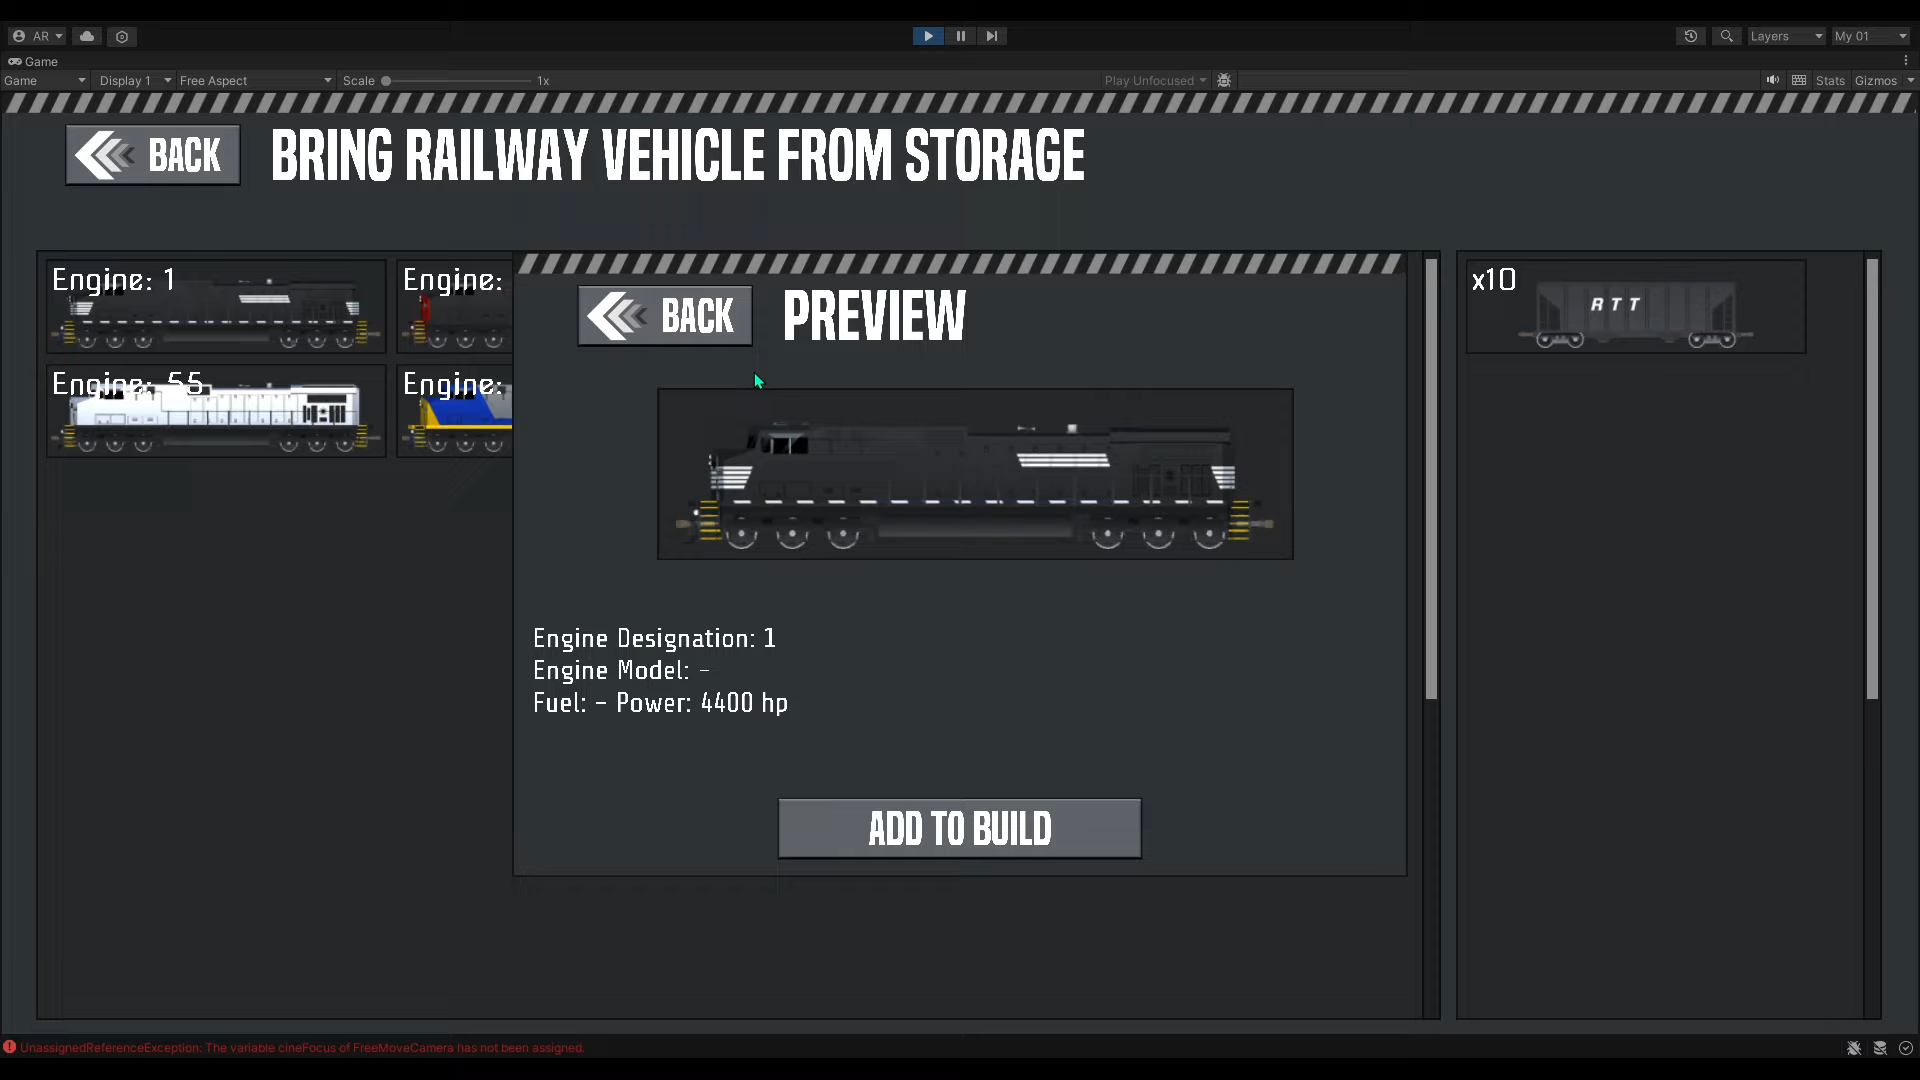 AR
Layers
My 01
Game
Game
Display 1
Free Aspect
Scale
1x
Play Unfocused
Stats
Gizmos
BACK
BRING RAILWAY VEHICLE FROM STORAGE
Engine: 1
Engine:
Engine: 55
Engine:
BACK
PREVIEW
Engine Designation: 1
Engine Model: -
Fuel: - Power: 4400 hp
ADD TO BUILD
x10
RTT
UnassignedReferenceException: The variable cineFocus of FreeMoveCamera has not been assigned.